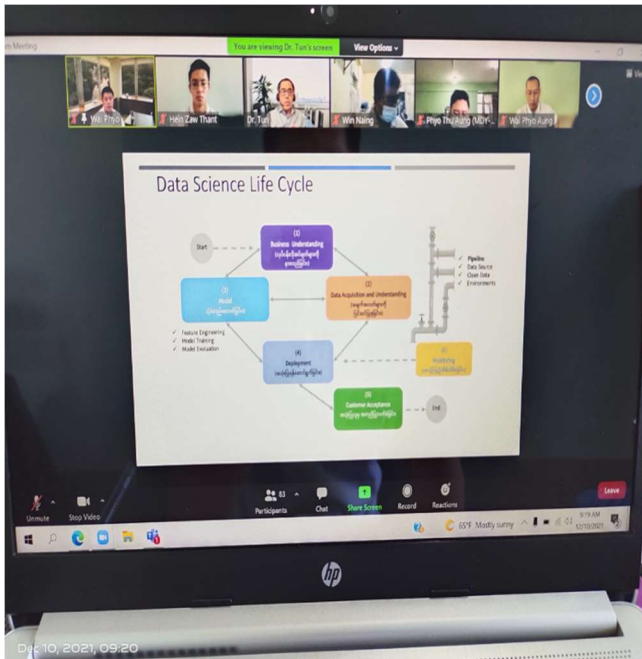 m Meeting
You are viewing Dr. Tun's screen
View Options
Wai Phyo
Hein Zaw Thant
Dr. Tun
Win Naing
Phyo Thu Aung (MDY-...
Wai Phyo Aung
Data Science Life Cycle
Start
(1)
Business Understanding
(2)
Data Acquisition and Understanding
(3)
Model
✓ Feature Engineering
✓ Model Training
✓ Model Evaluation
(4)
Deployment
(5)
Customer Acceptance
End
✓ Pipeline
✓ Data Source
✓ Clean Data
✓ Environments
Unmute
Stop Video
83
Participants
Chat
Share Screen
Record
Reactions
Leave
65°F Mostly sunny
9:19 AM
12/10/2021
hp
Dec 10, 2021, 09:20